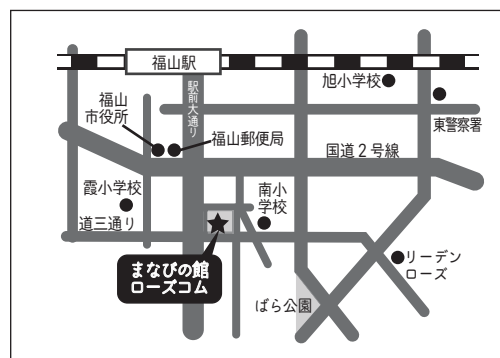 福山駅
旭小学校
駅前大通り
福山
市役所
東警察署
福山郵便局
国道2号線
霞小学校
南小
学校
道三通り
まなびの館
ローズコム
リーデン
ローズ
ばら公園